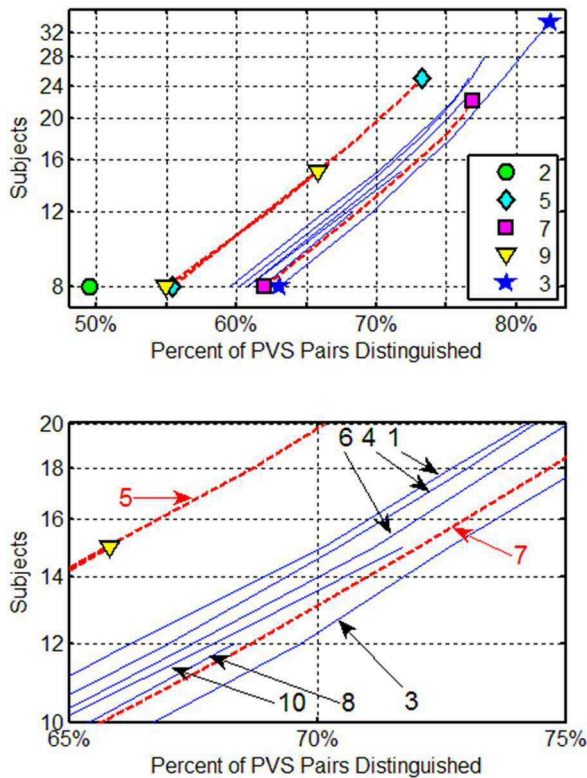 32
28
24
20
16
12
8
Subjects
50% 60% 70% 80%
Percent of PVS Pairs Distinguished
2
5
7
9
3
20
18
16
14
12
10
Subjects
6 4 1
5
7
10 8 3
65% 70% 75%
Percent of PVS Pairs Distinguished